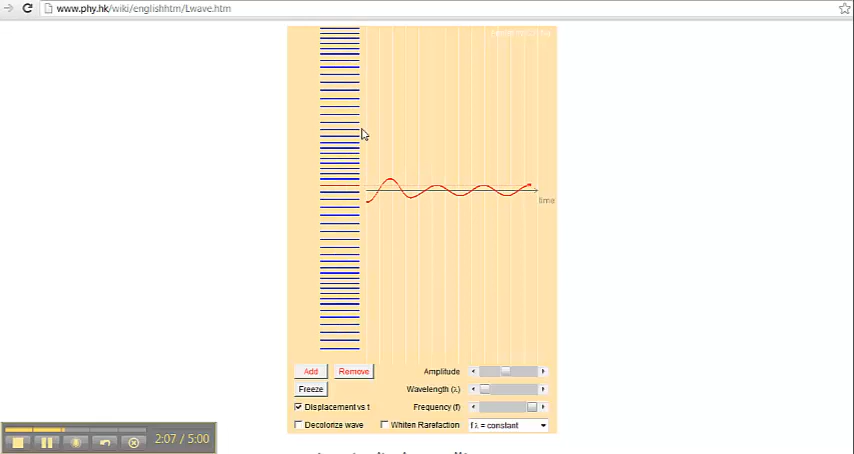 www.phy.hk/wiki/englishhtm/Lwave.htm
time
Add Remove Amplitude
Freeze Wavelength (λ)
Displacement vs t Frequency (f)
Decolorize wave Whiten Rarefaction f λ = constant
2:07 / 5:00